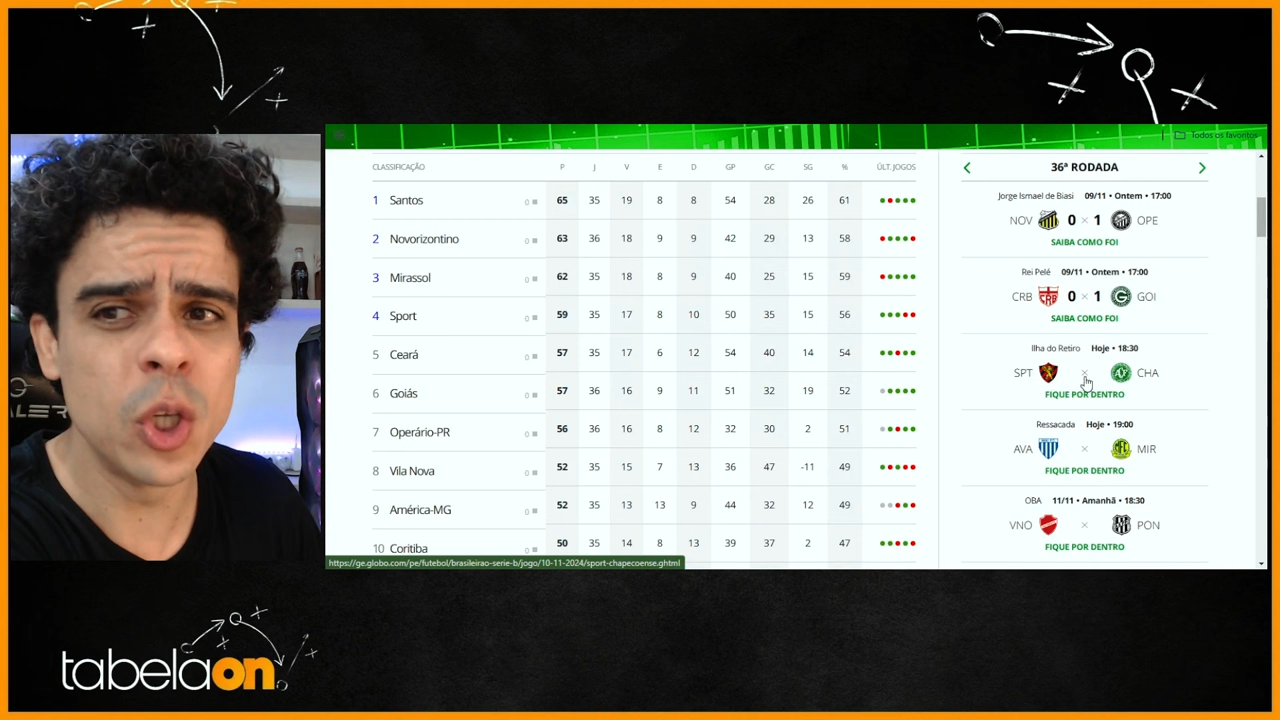 Todos os favoritos
CLASSIFICAÇÃO P J V E D GP GC SG % ÚLT. JOGOS
1 Santos 0 65 35 19 8 8 54 28 26 61
2 Novorizontino 0 63 36 18 9 9 42 29 13 58
3 Mirassol 0 62 35 18 8 9 40 25 15 59
4 Sport 0 59 35 17 8 10 50 35 15 56
5 Ceará 0 57 35 17 6 12 54 40 14 54
6 Goiás 0 57 36 16 9 11 51 32 19 52
7 Operário-PR 0 56 36 16 8 12 32 30 2 51
8 Vila Nova 0 52 35 15 7 13 36 47 -11 49
9 América-MG 0 52 35 13 13 9 44 32 12 49
10 Coritiba 0 50 35 14 8 13 39 37 2 47
https://ge.globo.com/pe/futebol/brasileirao-serie-b/jogo/10-11-2024/sport-chapecoense.ghtml
36ª RODADA
Jorge Ismael de Biasi 09/11 • Ontem • 17:00
NOV 0 × 1 OPE
SAIBA COMO FOI
Rei Pelé 09/11 • Ontem • 17:00
CRB 0 × 1 GOI
SAIBA COMO FOI
Ilha do Retiro Hoje • 18:30
SPT × CHA
FIQUE POR DENTRO
Ressacada Hoje • 19:00
AVA × MIR
FIQUE POR DENTRO
OBA 11/11 • Amanhã • 18:30
VNO × PON
FIQUE POR DENTRO
tabelaon